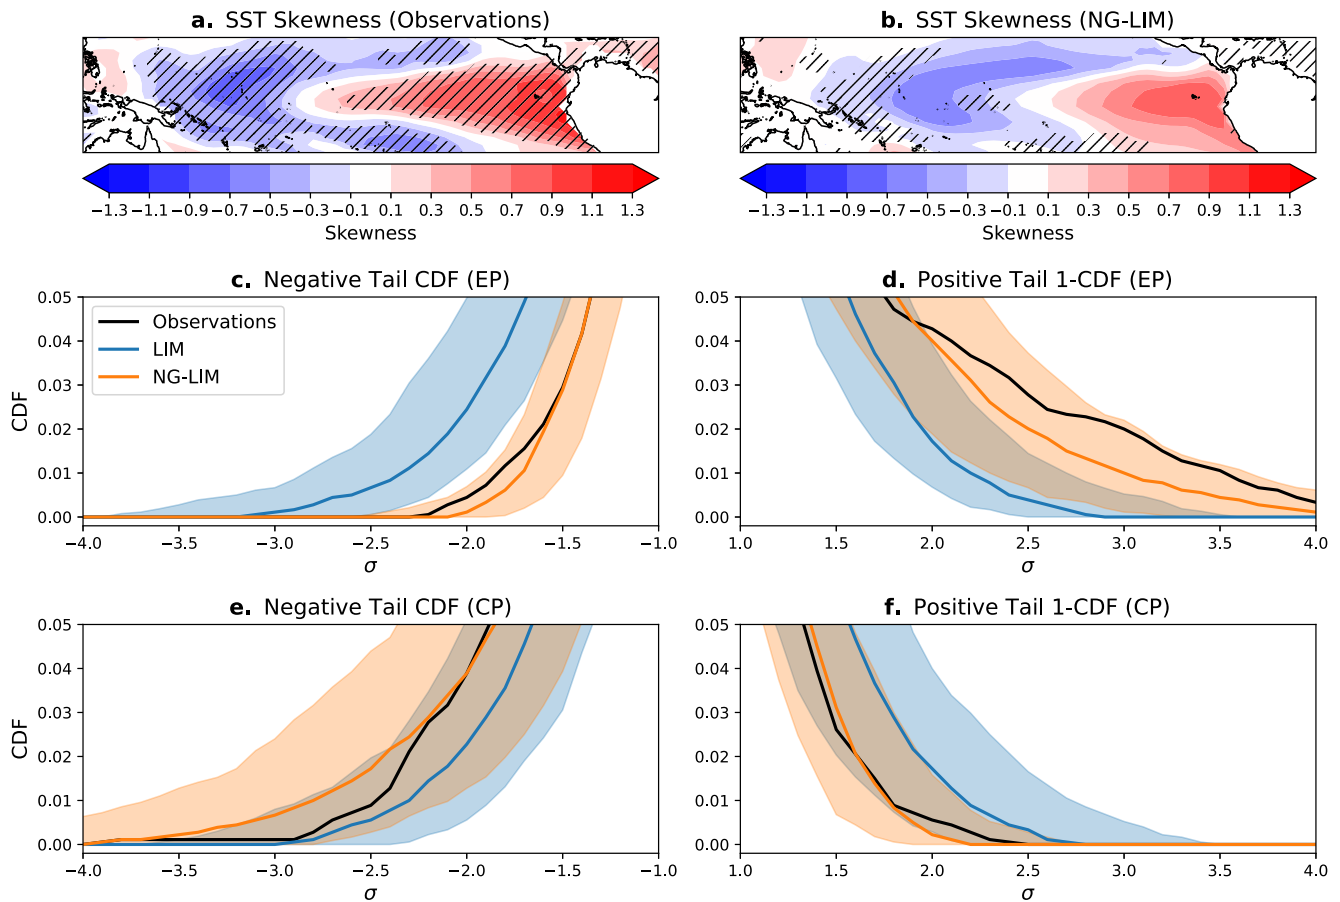 a. SST Skewness (Observations)
b. SST Skewness (NG-LIM)
−1.3 −1.1 −0.9 −0.7 −0.5 −0.3 −0.1 0.1 0.3 0.5 0.7 0.9 1.1 1.3
Skewness
−1.3 −1.1 −0.9 −0.7 −0.5 −0.3 −0.1 0.1 0.3 0.5 0.7 0.9 1.1 1.3
Skewness
c. Negative Tail CDF (EP)
0.05
0.04
0.03
0.02
0.01
0.00
CDF
Observations
LIM
NG-LIM
−4.0 −3.5 −3.0 −2.5 −2.0 −1.5 −1.0
σ
d. Positive Tail 1-CDF (EP)
0.05
0.04
0.03
0.02
0.01
0.00
1.0 1.5 2.0 2.5 3.0 3.5 4.0
σ
e. Negative Tail CDF (CP)
0.05
0.04
0.03
0.02
0.01
0.00
CDF
−4.0 −3.5 −3.0 −2.5 −2.0 −1.5 −1.0
σ
f. Positive Tail 1-CDF (CP)
0.05
0.04
0.03
0.02
0.01
0.00
1.0 1.5 2.0 2.5 3.0 3.5 4.0
σ